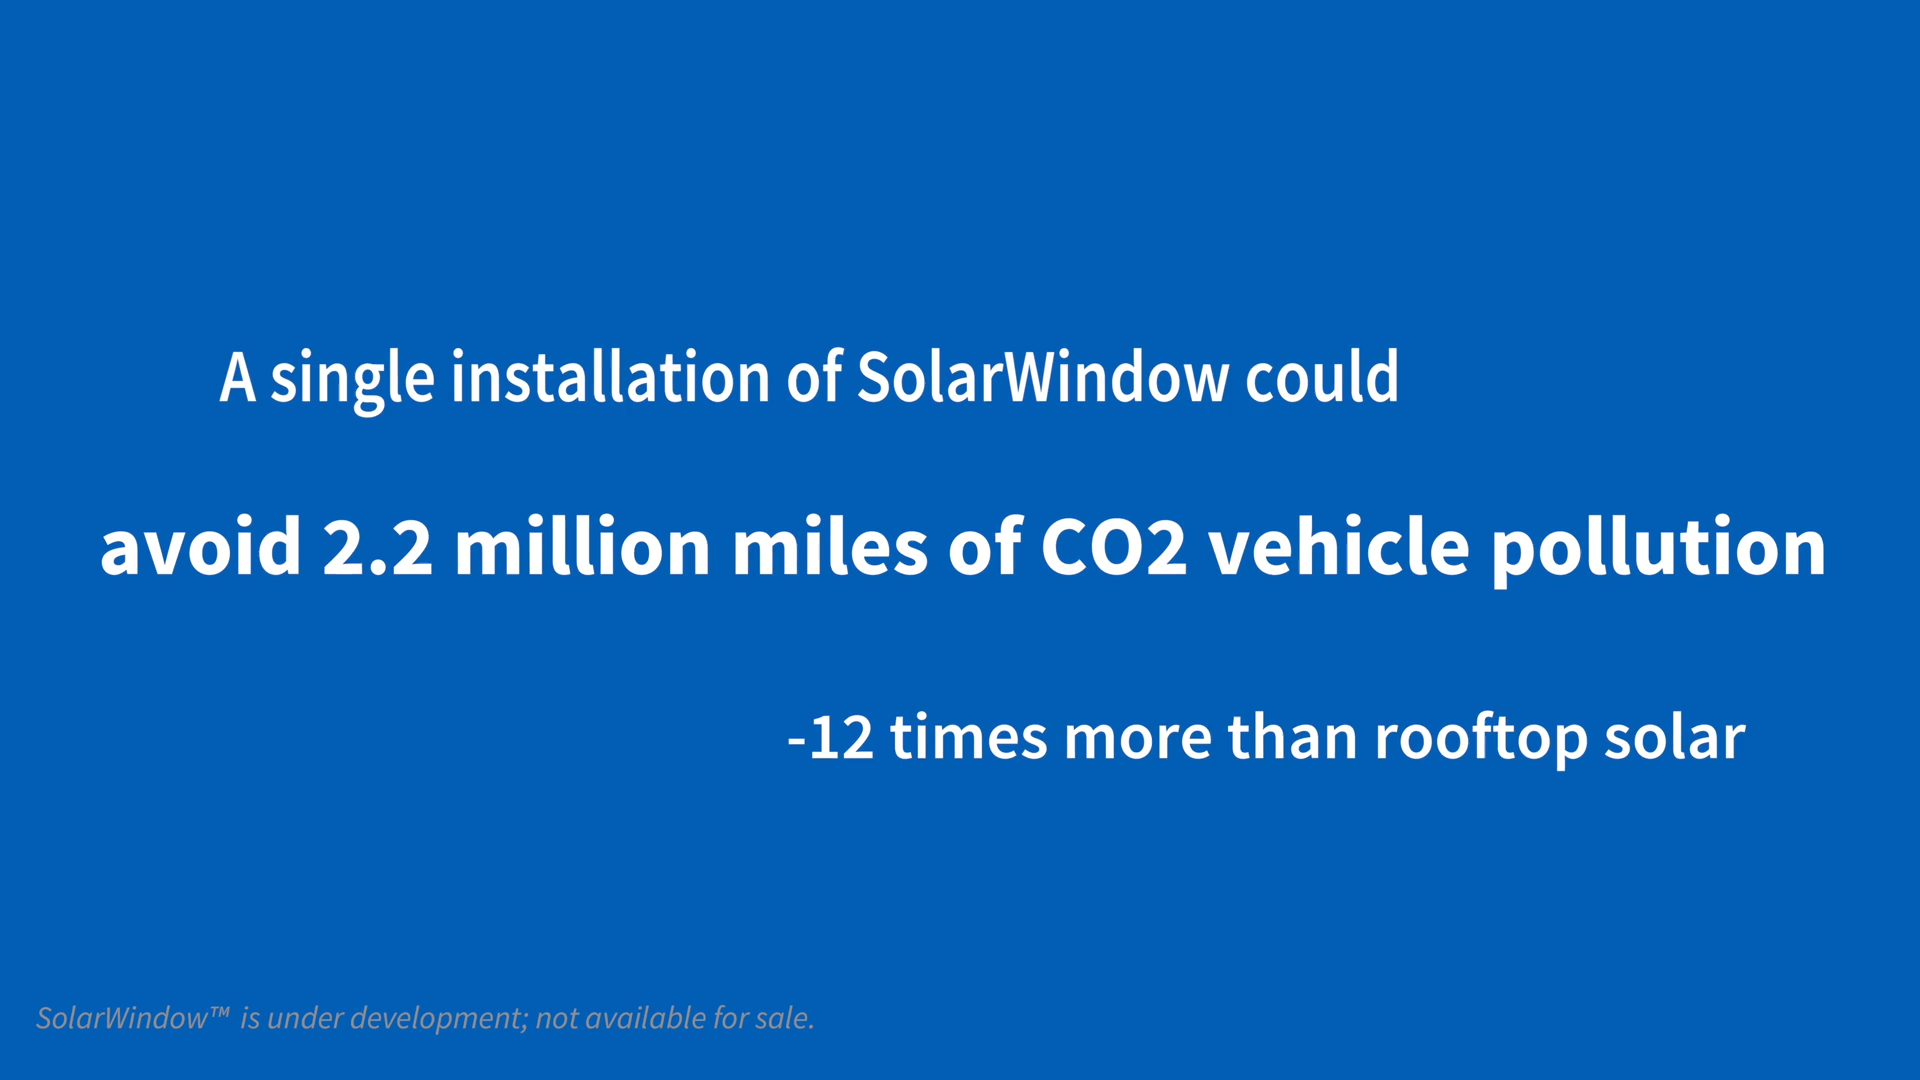 A single installation of SolarWindow could
avoid 2.2 million miles of CO2 vehicle pollution
-12 times more than rooftop solar
SolarWindow™ is under development; not available for sale.